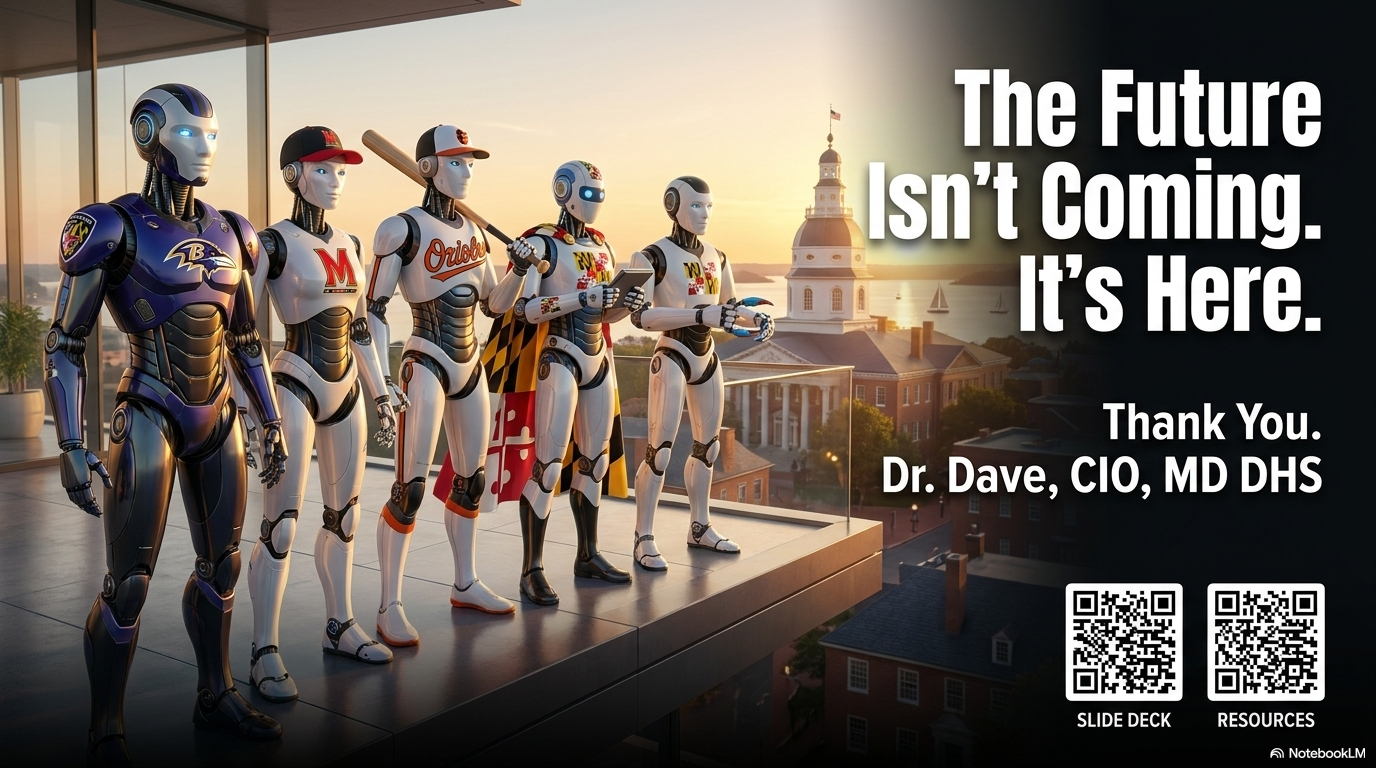 The Future
Isn't Coming.
It's Here.
Thank You.
Dr. Dave, CIO, MD DHS
SLIDE DECK
RESOURCES
NotebookLM
B
M
M
Orioles